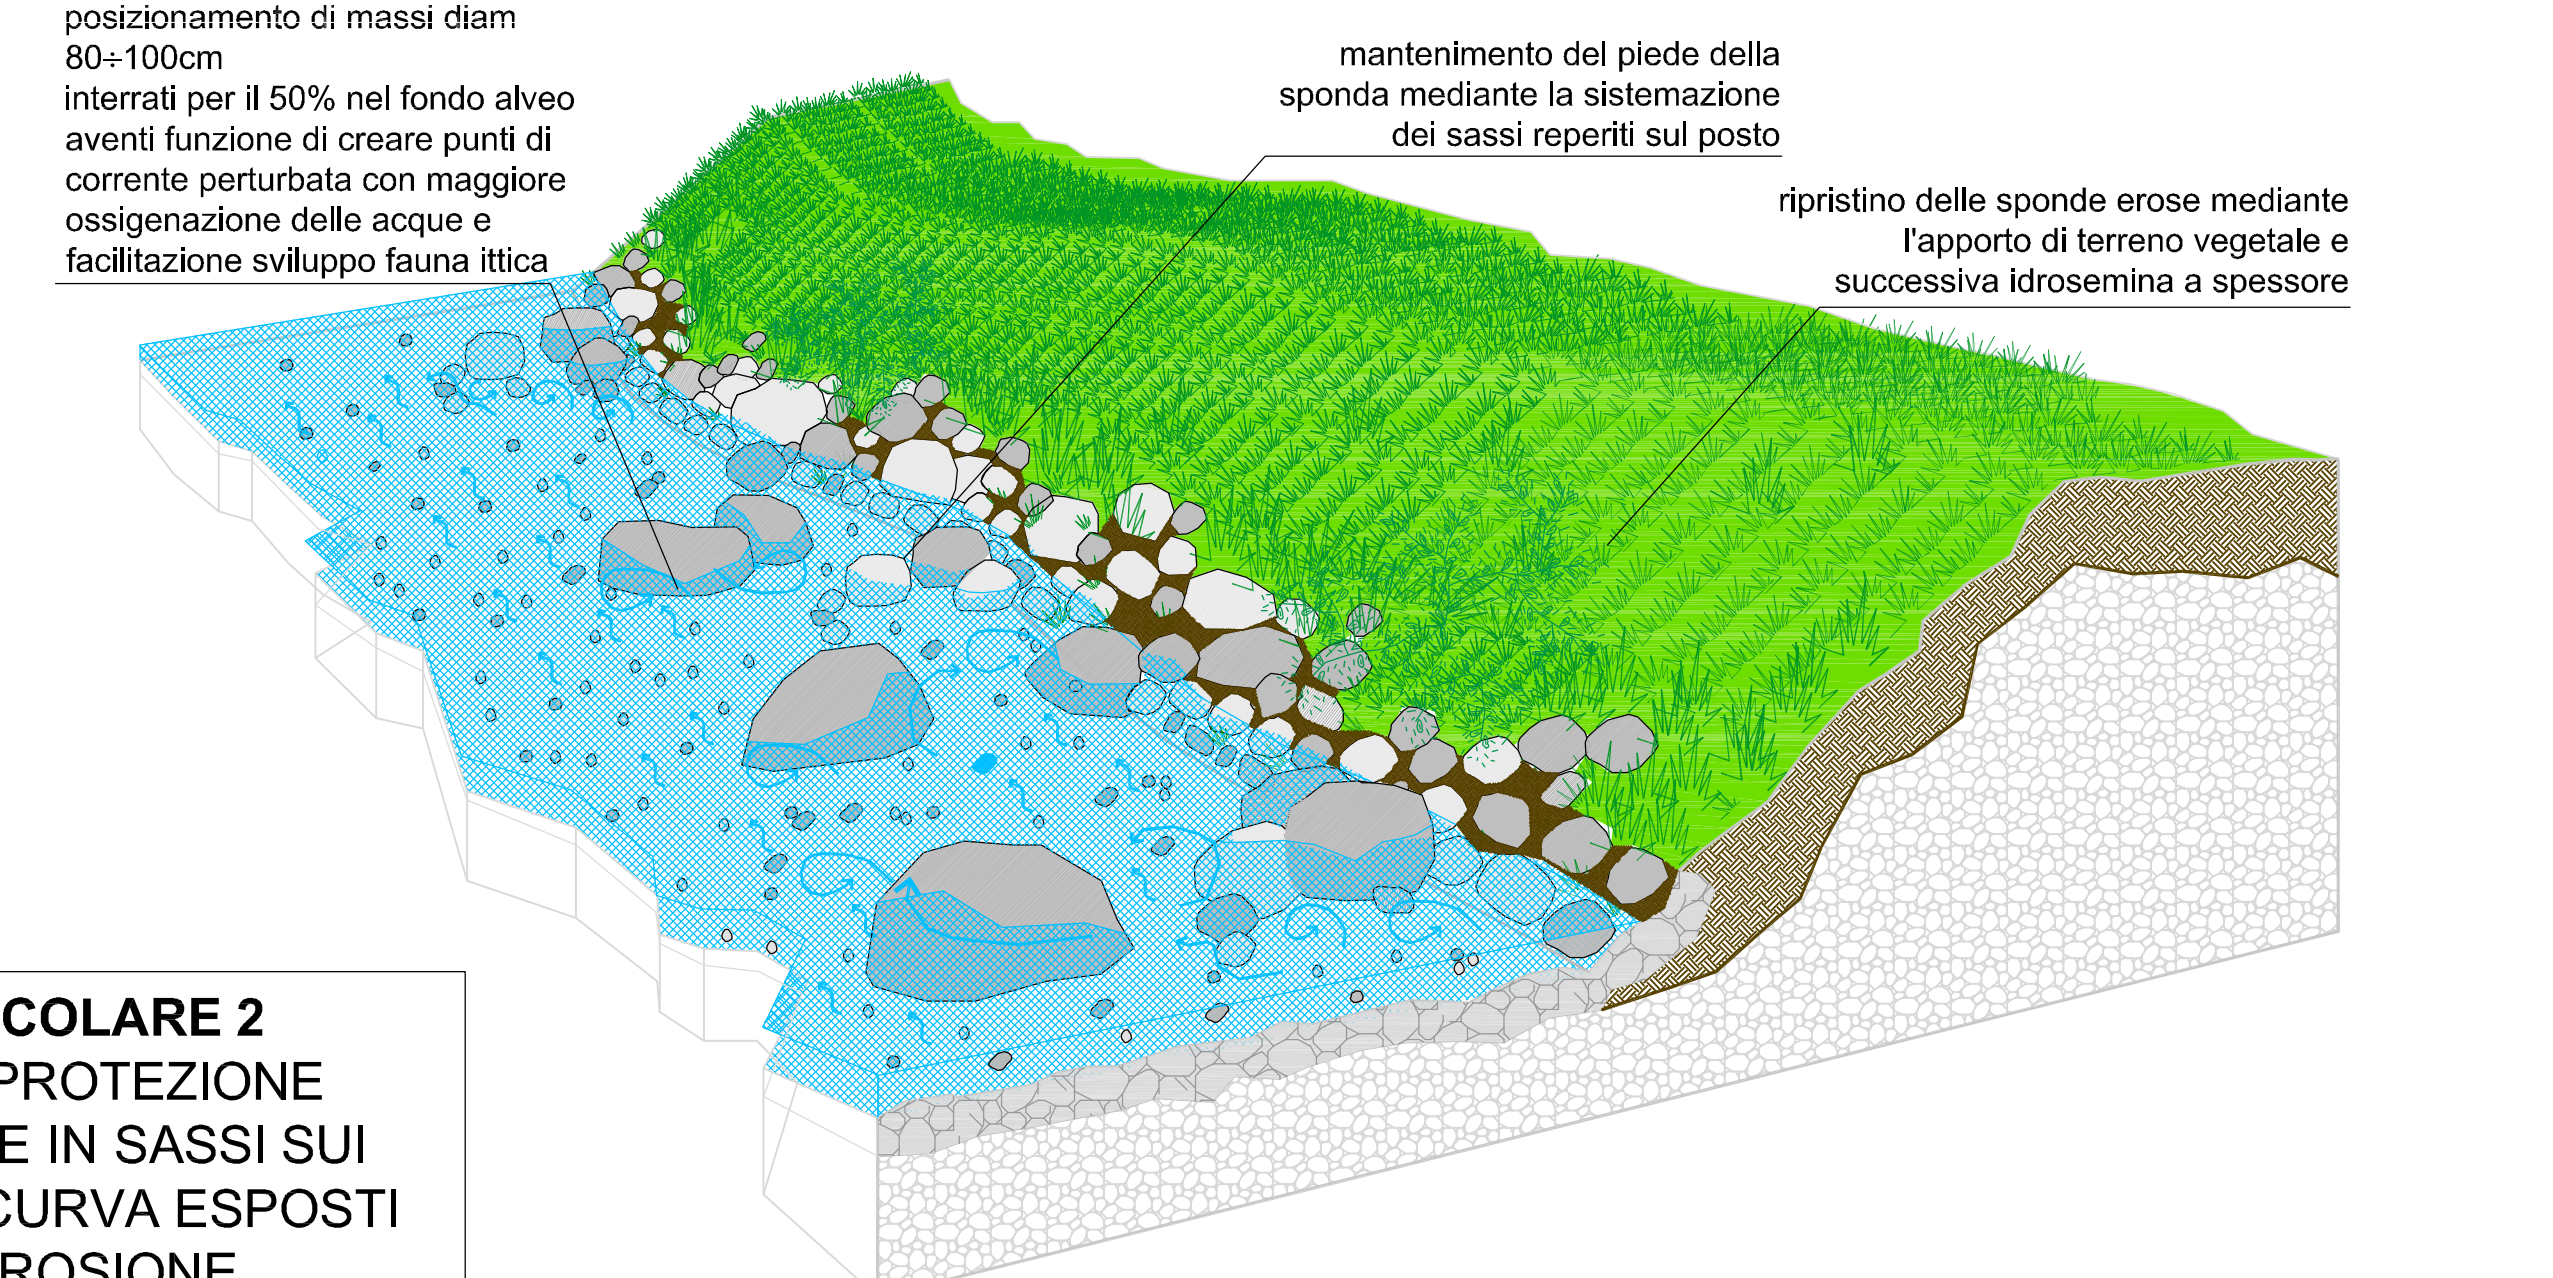 posizionamento di massi diam
80÷100cm
interrati per il 50% nel fondo alveo
aventi funzione di creare punti di
corrente perturbata con maggiore
ossigenazione delle acque e
facilitazione sviluppo fauna ittica
mantenimento del piede della
sponda mediante la sistemazione
dei sassi reperiti sul posto
ripristino delle sponde erose mediante
l'apporto di terreno vegetale e
successiva idrosemina a spessore
COLARE 2
PROTEZIONE
E IN SASSI SUI
CURVA ESPOSTI
ROSIONE